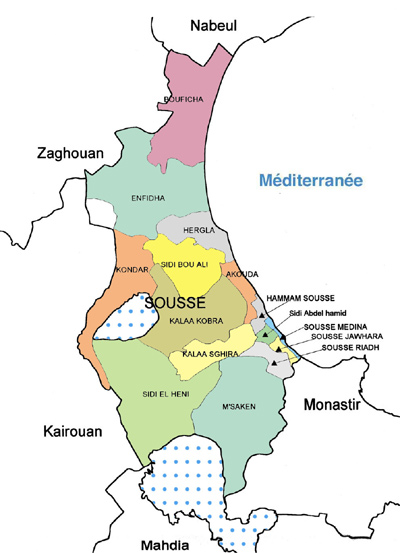 Nabeul
BOUFICHA
Zaghouan
Méditerranée
ENFIDHA
HERGLA
SIDI BOU ALI
KONDAR
AKOUDA
SOUSSE
HAMMAM SOUSSE
Sidi Abdel hamid
KALAA KOBRA
SOUSSE MEDINA
SOUSSE JAWHARA
SOUSSE RIADH
KALAA SGHIRA
SIDI EL HENI
M'SAKEN
Monastir
Kairouan
Mahdia